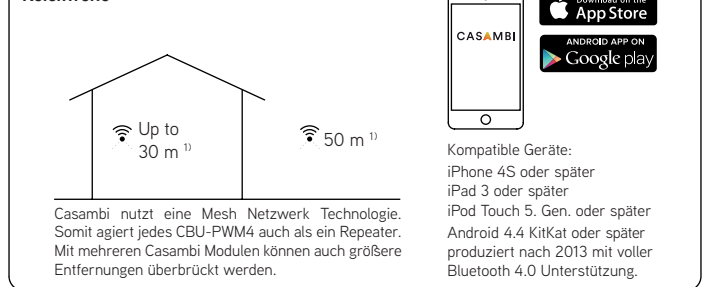 Download on the
App Store
CASAMBI
ANDROID APP ON
Google play
Up to
30 m ¹⁾
50 m ¹⁾
Casambi nutzt eine Mesh Netzwerk Technologie.
Somit agiert jedes CBU-PWM4 auch als ein Repeater.
Mit mehreren Casambi Modulen können auch größere
Entfernungen überbrückt werden.
Kompatible Geräte:
iPhone 4S oder später
iPad 3 oder später
iPod Touch 5. Gen. oder später
Android 4.4 KitKat oder später
produziert nach 2013 mit voller
Bluetooth 4.0 Unterstützung.